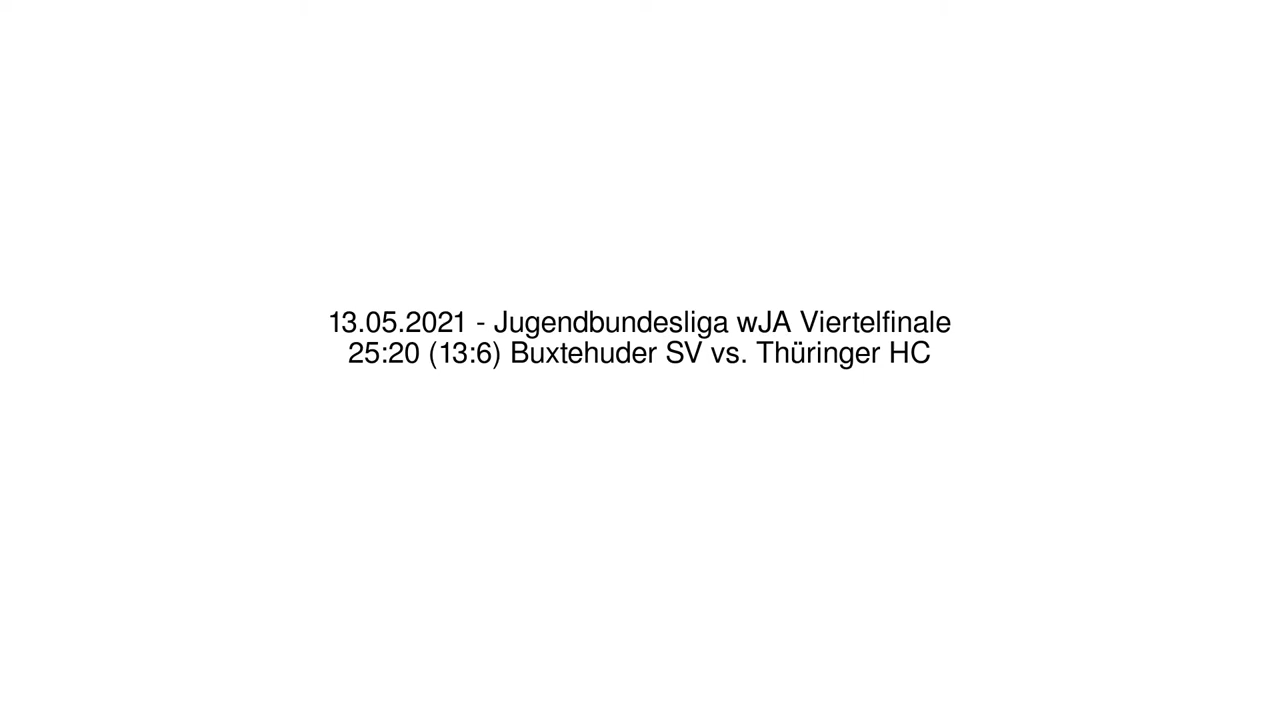 13.05.2021 - Jugendbundesliga wJA Viertelfinale
25:20 (13:6) Buxtehuder SV vs. Thüringer HC